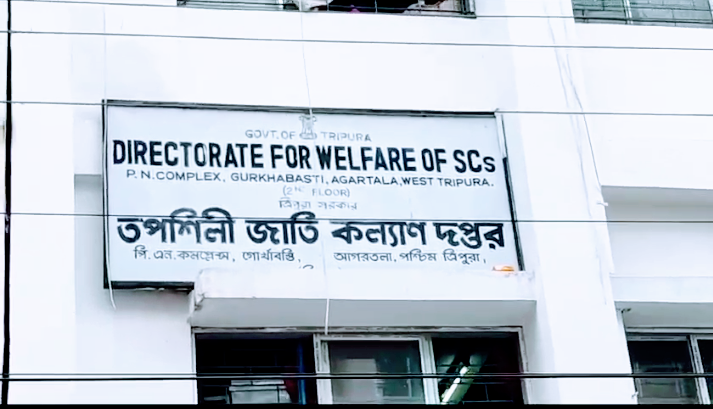 GOVT. OF TRIPURA
DIRECTORATE FOR WELFARE OF SCs
P. N. COMPLEX, GURKHABASTI, AGARTALA, WEST TRIPURA.
(2ND FLOOR)
ত্রিপুরা সরকার
তপশিলী জাতি কল্যাণ দপ্তর
পি. এন. কমপ্লেক্স, গোর্খাবস্তি, আগরতলা, পশ্চিম ত্রিপুরা,